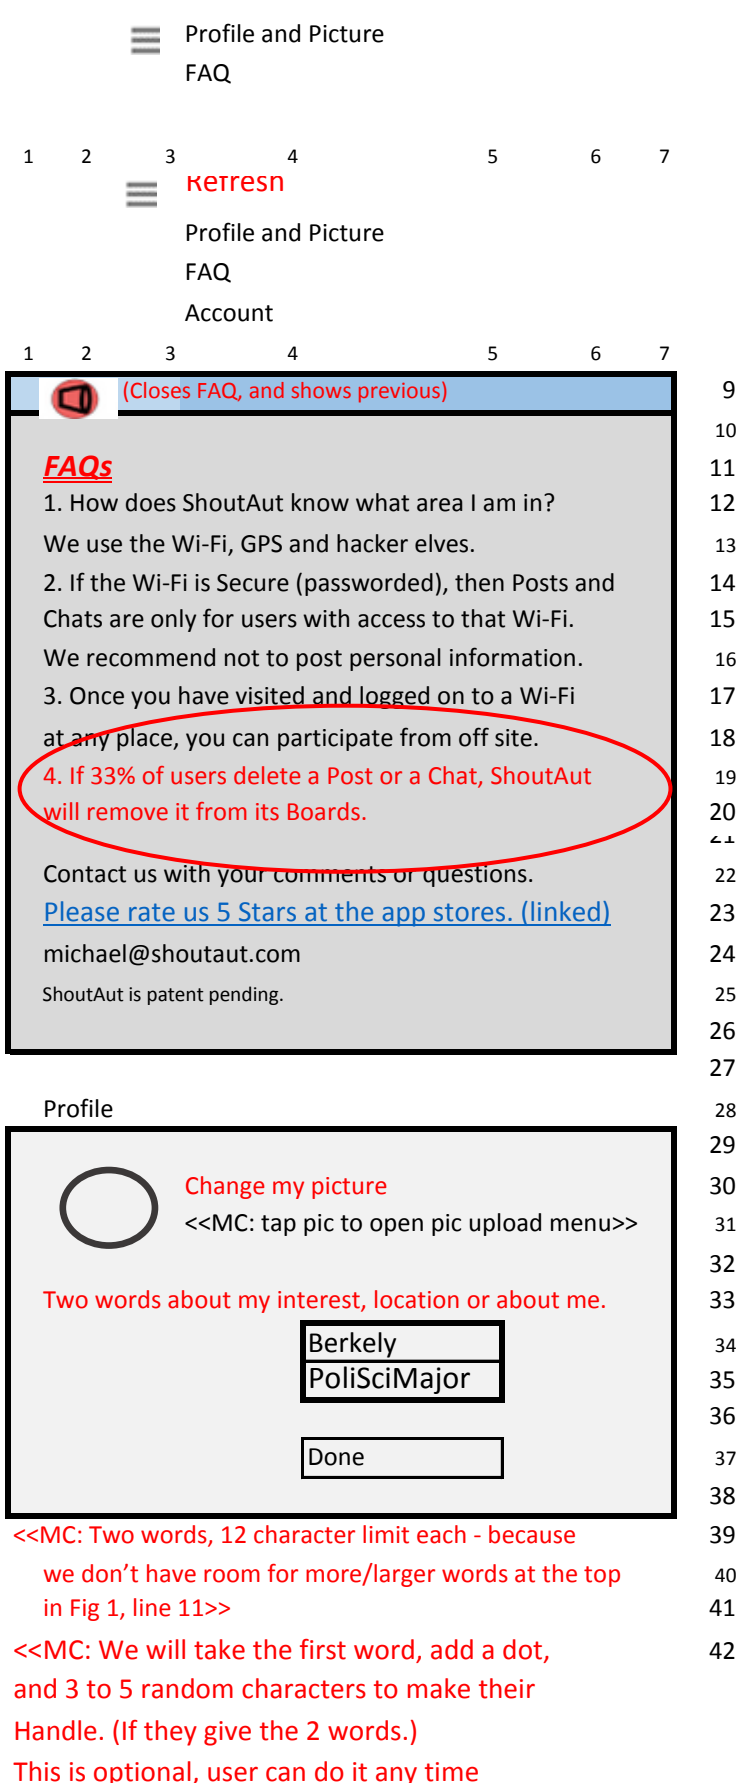 Profile and Picture
FAQ
1 2 3 4 5 6 7
Refresh
Profile and Picture
FAQ
Account
1 2 3 4 5 6 7
(Closes FAQ, and shows previous) 9
10
FAQs 11
1. How does ShoutAut know what area I am in? 12
We use the Wi-Fi, GPS and hacker elves. 13
2. If the Wi-Fi is Secure (passworded), then Posts and 14
Chats are only for users with access to that Wi-Fi. 15
We recommend not to post personal information. 16
3. Once you have visited and logged on to a Wi-Fi 17
at any place, you can participate from off site. 18
4. If 33% of users delete a Post or a Chat, ShoutAut 19
will remove it from its Boards. 20
21
Contact us with your comments or questions. 22
Please rate us 5 Stars at the app stores. (linked) 23
michael@shoutaut.com 24
ShoutAut is patent pending. 25
26
27
Profile 28
29
Change my picture 30
<<MC: tap pic to open pic upload menu>> 31
32
Two words about my interest, location or about me. 33
Berkely 34
PoliSciMajor 35
36
Done 37
38
<<MC: Two words, 12 character limit each - because 39
we don’t have room for more/larger words at the top 40
in Fig 1, line 11>> 41
<<MC: We will take the first word, add a dot, 42
and 3 to 5 random characters to make their
Handle. (If they give the 2 words.)
This is optional, user can do it any time